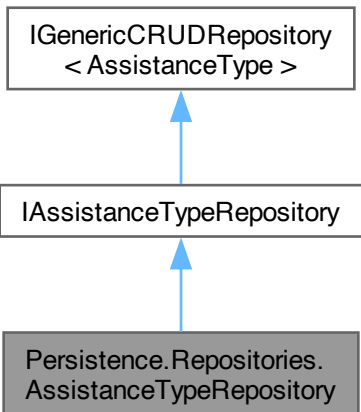 IGenericCRUDRepository
< AssistanceType >
IAssistanceTypeRepository
Persistence.Repositories.
AssistanceTypeRepository